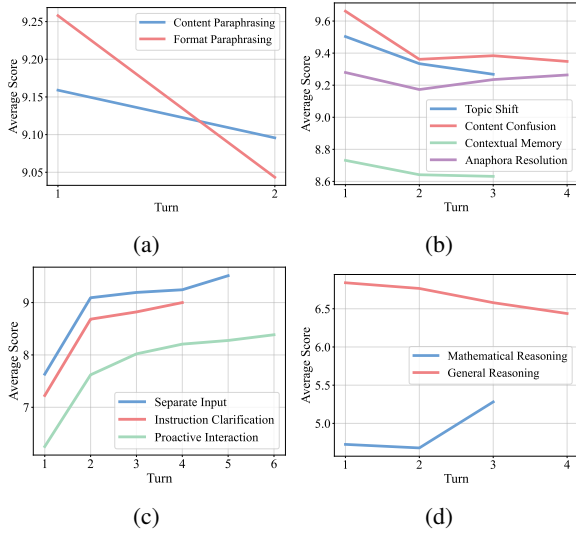 9.25
9.20
9.15
9.10
9.05
Average Score
Content Paraphrasing
Format Paraphrasing
1
2
Turn
(a)
9.6
9.4
9.2
9.0
8.8
8.6
Average Score
Topic Shift
Content Confusion
Contextual Memory
Anaphora Resolution
1
2
3
4
Turn
(b)
9
8
7
Average Score
Separate Input
Instruction Clarification
Proactive Interaction
1
2
3
4
5
6
Turn
(c)
6.5
6.0
5.5
5.0
Average Score
Mathematical Reasoning
General Reasoning
1
2
3
4
Turn
(d)